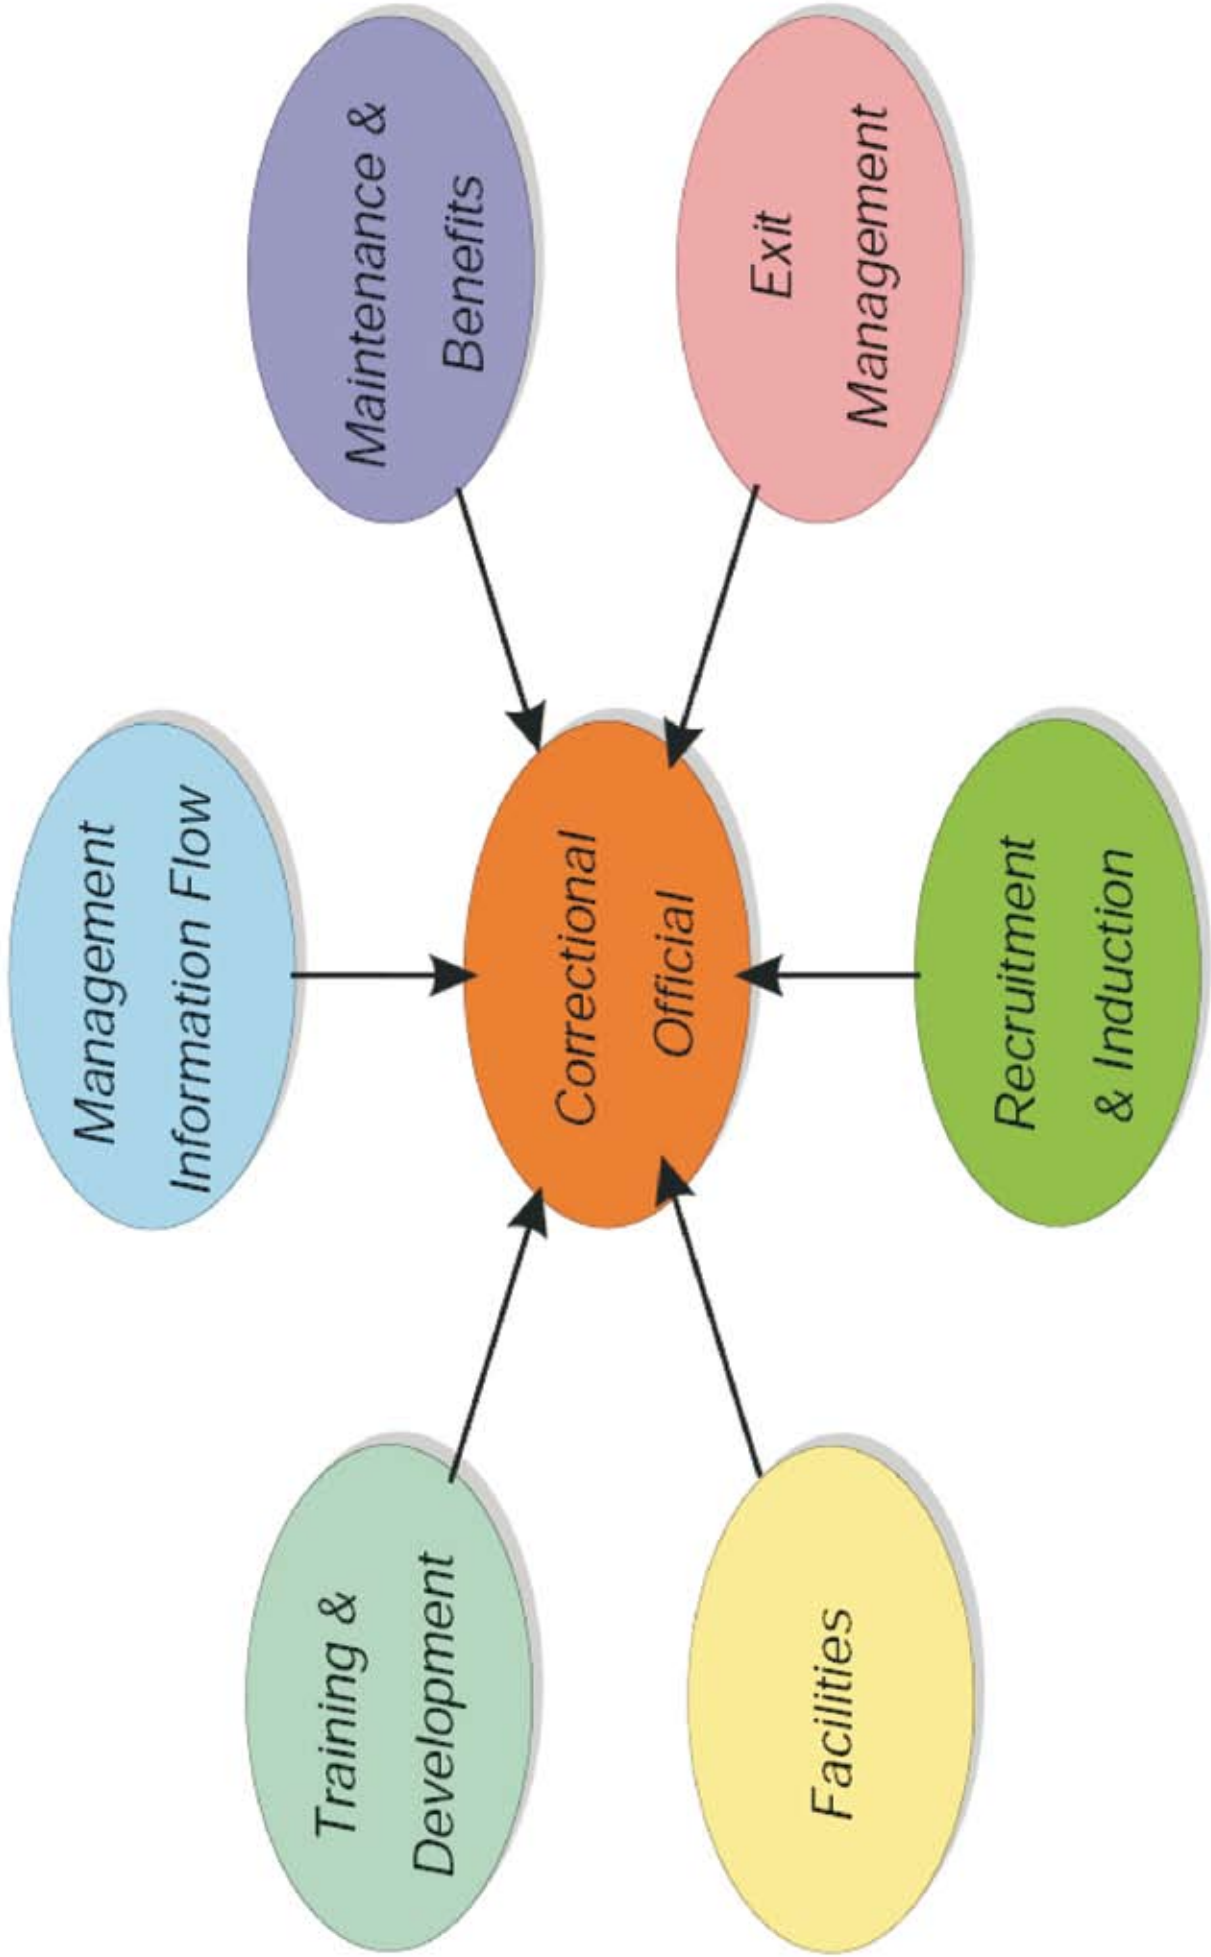 Management
Information Flow
Training &
Development
Maintenance &
Benefits
Correctional
Official
Facilities
Exit
Management
Recruitment
& Induction